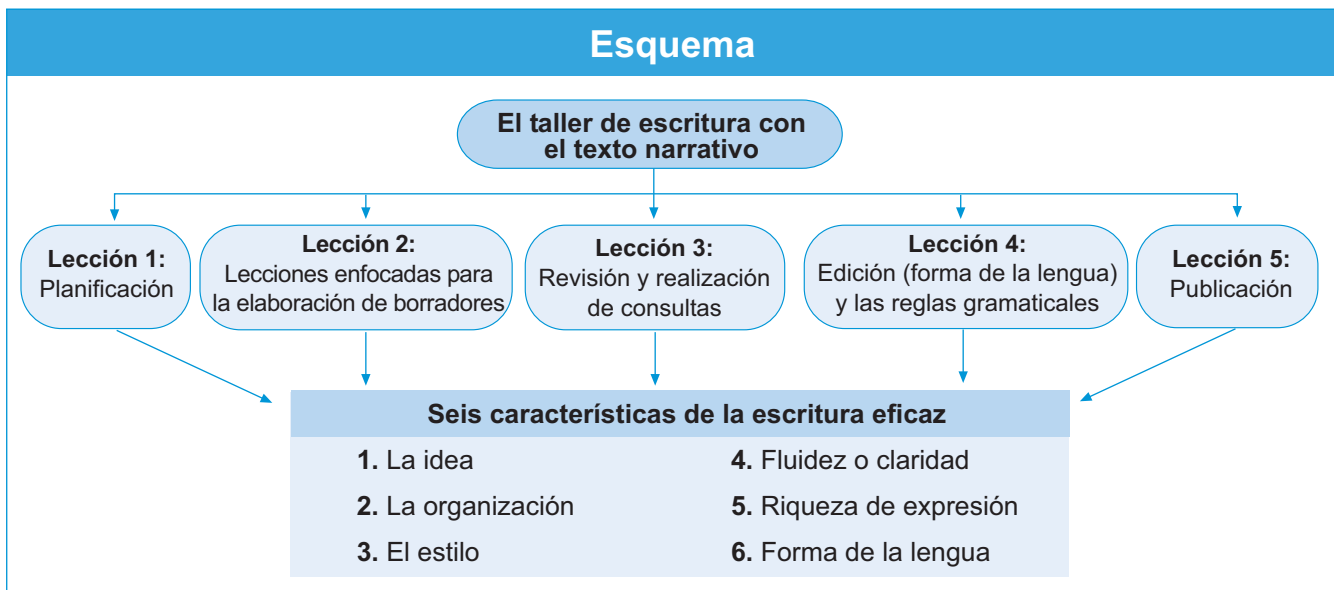 Esquema
El taller de escritura con
el texto narrativo
Lección 1:
Planificación
Lección 2:
Lecciones enfocadas para
la elaboración de borradores
Lección 3:
Revisión y realización
de consultas
Lección 4:
Edición (forma de la lengua)
y las reglas gramaticales
Lección 5:
Publicación
Seis características de la escritura eficaz
1. La idea
2. La organización
3. El estilo
4. Fluidez o claridad
5. Riqueza de expresión
6. Forma de la lengua